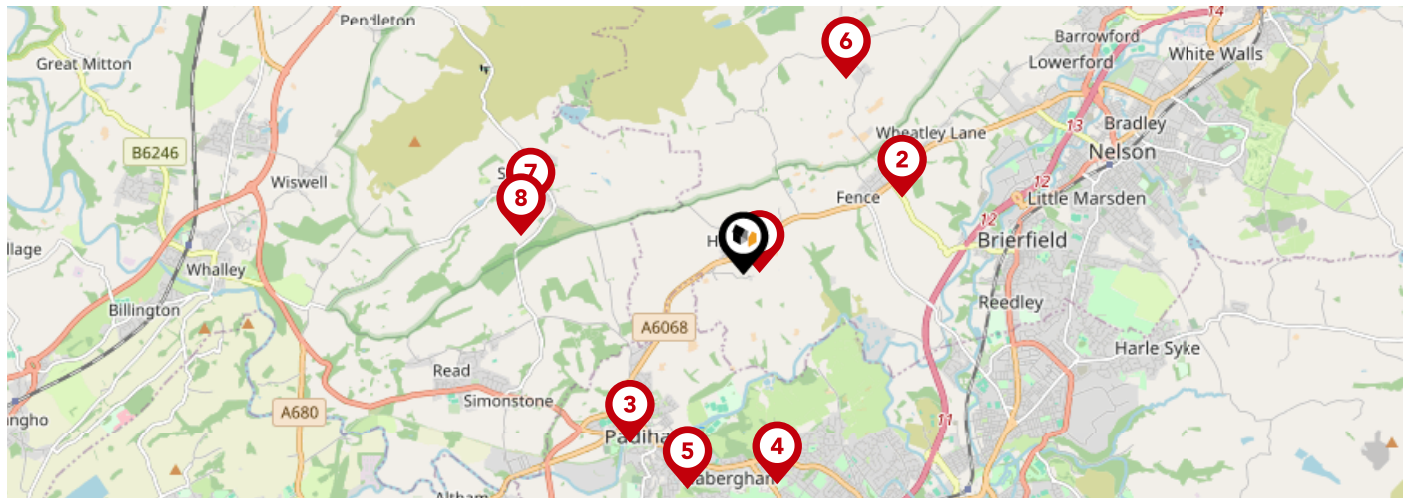 Pendleton
14
Barrowford
6
White Walls
Great Mitton
Lowerford
13
Bradley
Wheatley Lane
B6246
2
Nelson
7
Wiswell
12
8
Fence
Little Marsden
12
Brierfield
Whalley
Billington
Reedley
A6068
Harle Syke
Read
Simonstone
3
A680
11
5
4